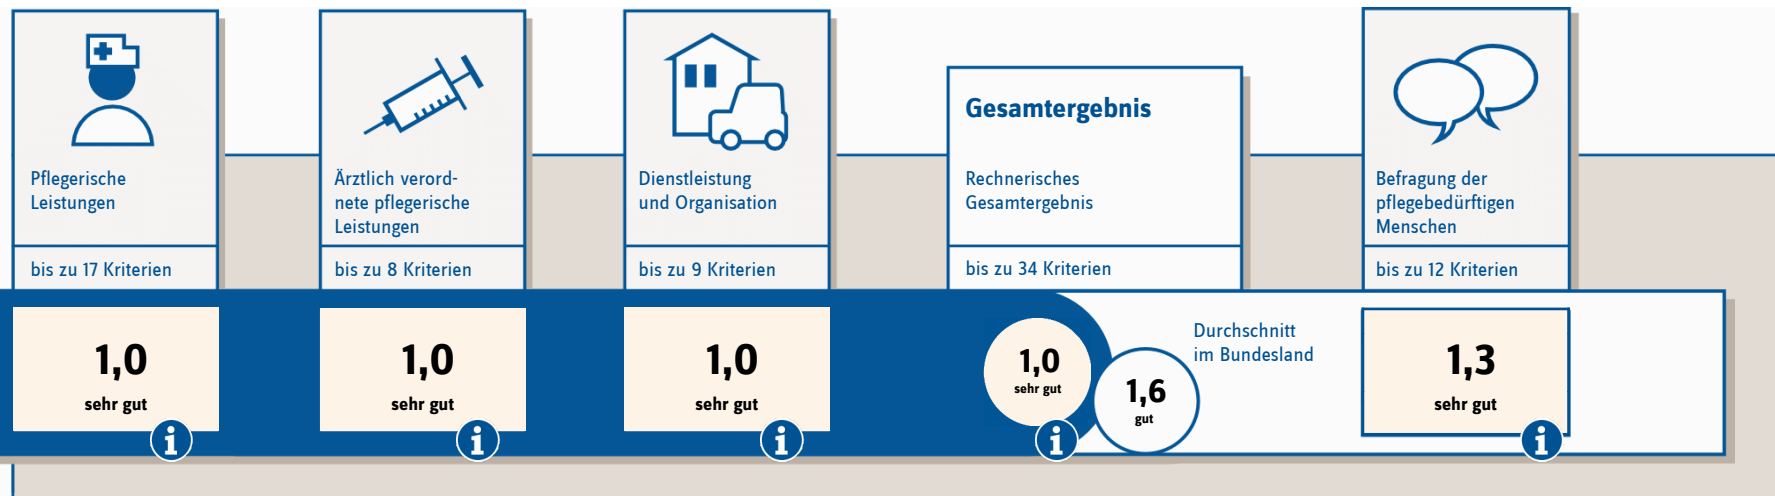 Pflegerische
Leistungen
bis zu 17 Kriterien
1,0
sehr gut
i
Ärztlich verord-
nete pflegerische
Leistungen
bis zu 8 Kriterien
1,0
sehr gut
i
Dienstleistung
und Organisation
bis zu 9 Kriterien
1,0
sehr gut
i
Gesamtergebnis
Rechnerisches
Gesamtergebnis
bis zu 34 Kriterien
1,0
sehr gut
i
1,6
gut
Durchschnitt
im Bundesland
Befragung der
pflegebedürftigen
Menschen
bis zu 12 Kriterien
1,3
sehr gut
i